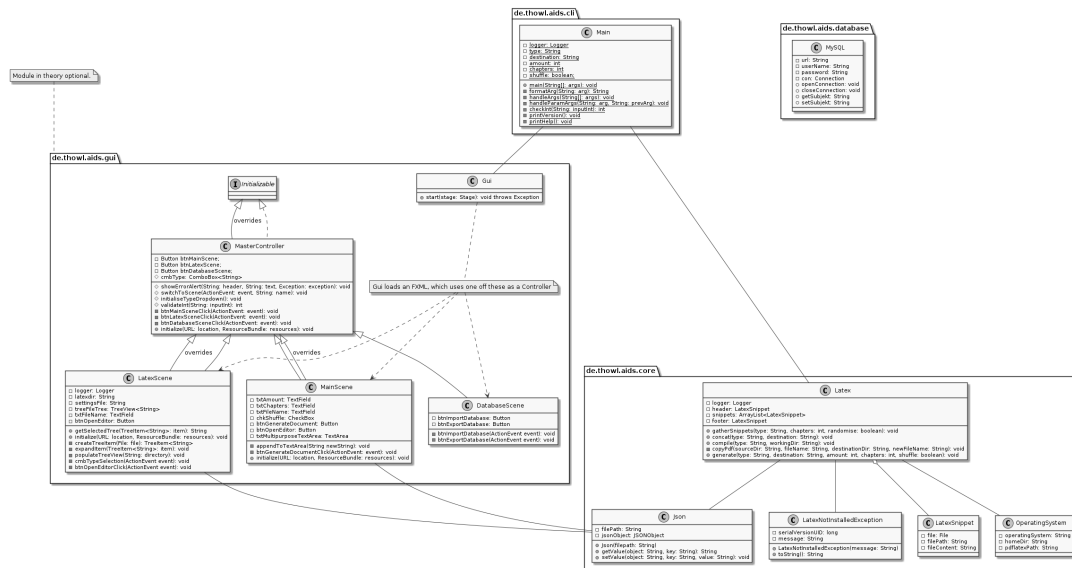 de.thowl.aids.cli
Main
logger: Logger
type: String
destination: String
amount: int
chapters: int
shuffle: boolean;
main(String[] args): void
formatArg(String: arg): String
handleArgs(String[] args): void
handleParamArgs(String: arg, String: prevArg): void
checkInt(String: inputInt): int
printVersion(): void
printHelp(): void
de.thowl.aids.database
MySQL
url: String
userName: String
password: String
con: Connection
openConnection: void
closeConnection: void
getSubjekt: String
setSubjekt: String
Module in theory optional.
de.thowl.aids.gui
Initializable
Gui
start(stage: Stage): void throws Exception
overrides
MasterController
Button btnMainScene;
Button btnLatexScene;
Button btnDatabaseScene;
cmbType: ComboBox<String>
showErrorAlert(String: header, String: text, Exception: exception): void
switchToScene(ActionEvent: event, String: name): void
initialiseTypeDropdown(): void
validateInt(String: inputInt): int
btnMainSceneClick(ActionEvent: event): void
btnLatexSceneClick(ActionEvent: event): void
btnDatabaseSceneClick(ActionEvent: event): void
initialize(URL: location, ResourceBundle: resources): void
Gui loads an FXML, which uses one off these as a Controller
overrides
overrides
LatexScene
logger: Logger
latexdir: String
settingsFile: String
treeFileTree: TreeView<String>
txtFileName: TextField
btnOpenEditor: Button
getSelectedTreeItem(TreeItem<String>: item): String
initialize(URL: location, ResourceBundle: resources): void
createTreeItem(File: file): TreeItem<String>
expandItem(TreeItem<String>: item): void
populateTreeView(String: directory): void
cmbTypeSelection(ActionEvent event): void
btnOpenEditorClick(ActionEvent event): void
MainScene
txtAmount: TextField
txtChapters: TextField
txtFileName: TextField
chkShuffle: CheckBox
btnGenerateDocument: Button
btnOpenEditor: Button
txtMultipurposeTextArea: TextArea
appendToTextArea(String newString): void
btnGenerateDocumentClick(ActionEvent: event): void
initialize(URL: location, ResourceBundle: resources): void
DatabaseScene
btnImportDatabase: Button
btnExportDatabase: Button
btnImportDatabase(ActionEvent event): void
btnExportDatabase(ActionEvent event): void
de.thowl.aids.core
Latex
logger: Logger
header: LatexSnippet
snippets: ArrayList<LatexSnippet>
footer: LatexSnippet
gatherSnippets(type: String, chapters: int, randomise: boolean): void
concat(type: String, destination: String): void
compile(type: String, workingDir: String): void
copyPdf(sourceDir: String, fileName: String, destinationDir: String, newFileName: String): void
generate(type: String, destination: String, amount: int, chapters: int, shuffle: boolean): void
Json
filePath: String
jsonObject: JSONObject
Json(filepath: String)
getValue(object: String, key: String): String
setValue(object: String, key: String, value: String): void
LatexNotInstalledException
serialVersionUID: long
message: String
LatexNotInstalledException(message: String)
toString(): String
LatexSnippet
file: File
filePath: String
fileContent: String
OperatingSystem
operatingSystem: String
homeDir: String
pdflatexPath: String